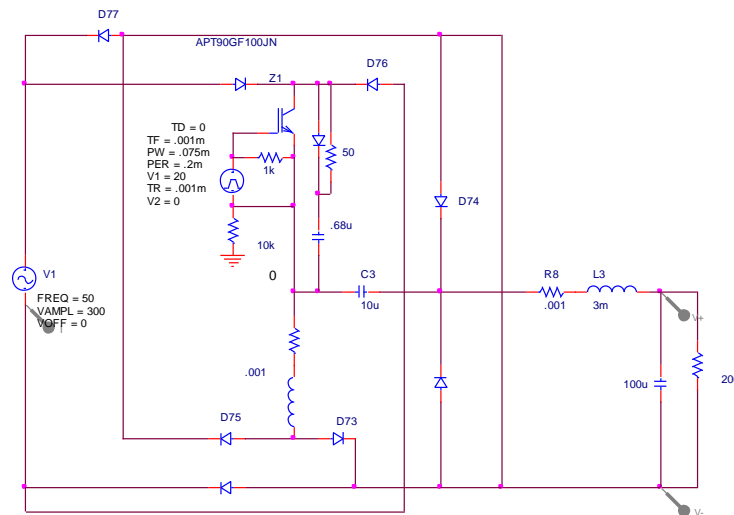 D77
APT90GF100JN
Z1
D76
TD = 0
TF = .001m
PW = .075m
PER = .2m
V1 = 20
TR = .001m
V2 = 0
50
1k
D74
10k
.68u
0
V1
C3
10u
R8
.001
L3
3m
FREQ = 50
VAMPL = 300
VOFF = 0
I
V+
.001
100u
20
D75
D73
V-